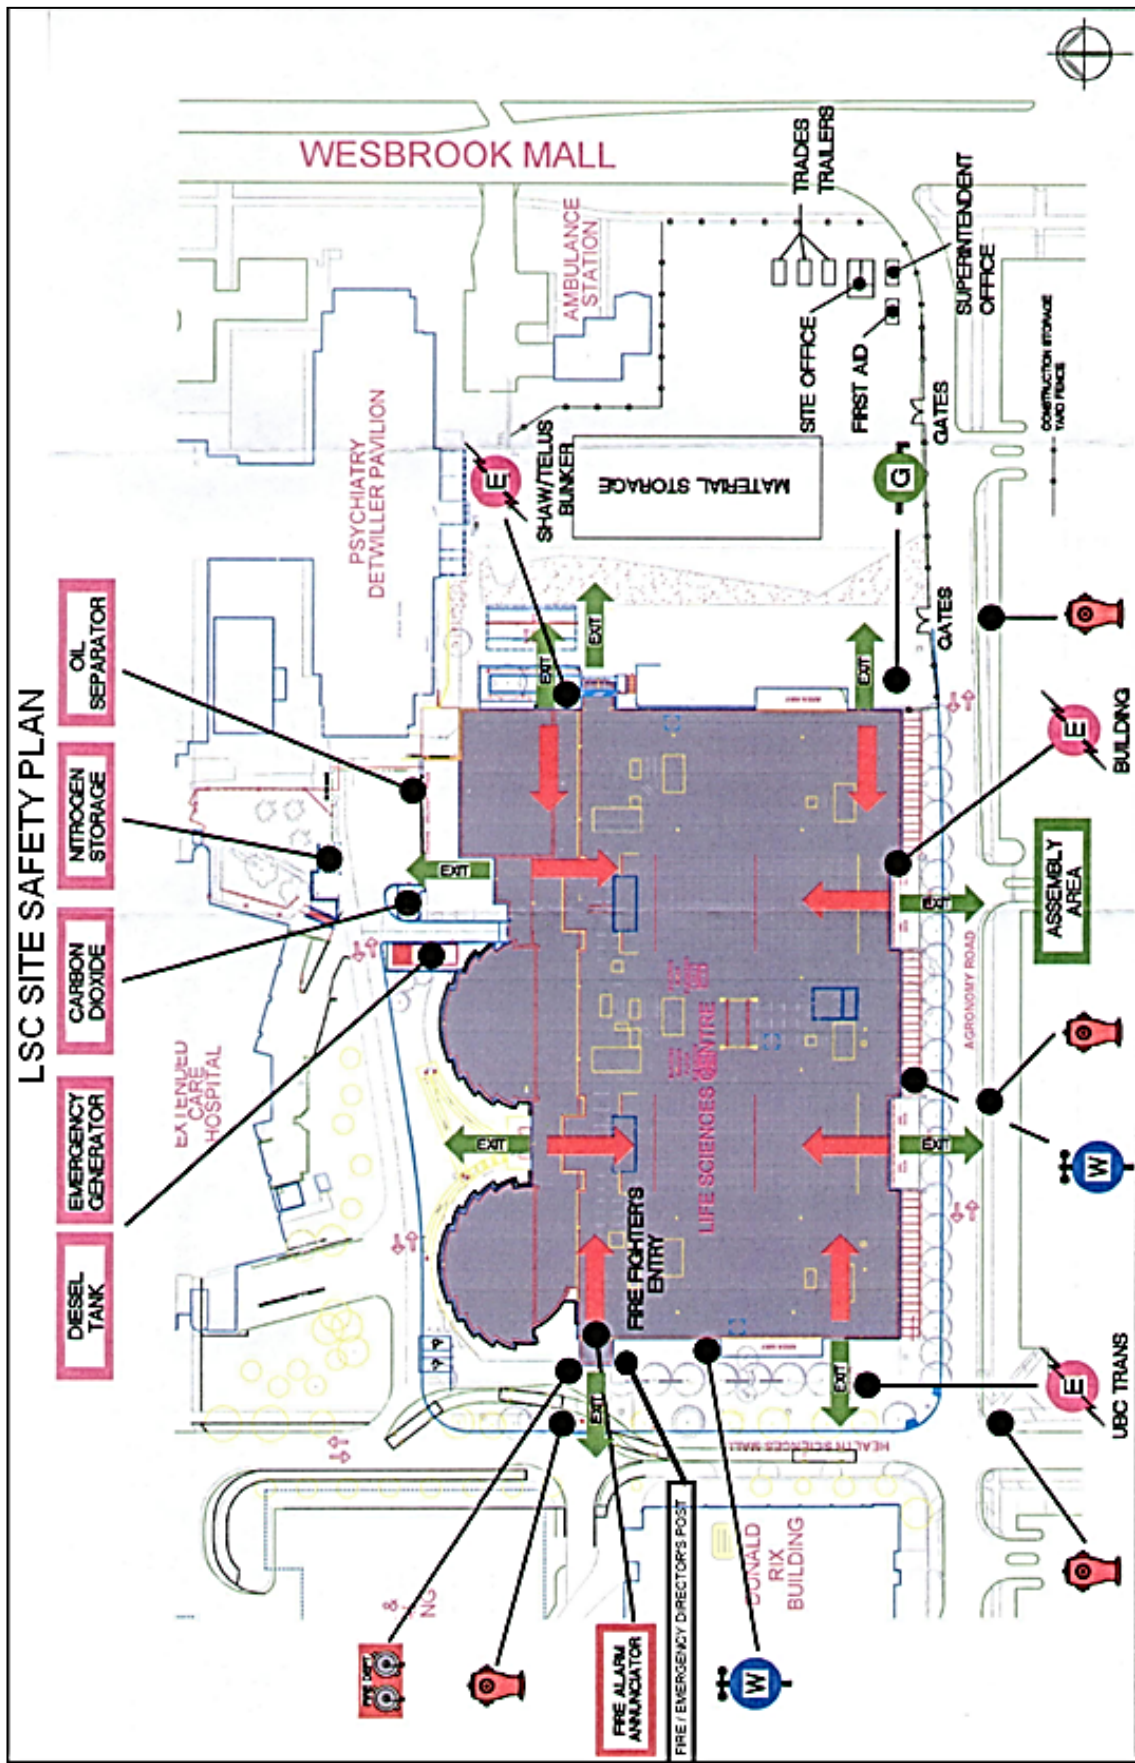 LSC SITE SAFETY PLAN
DIESEL
TANK
EMERGENCY
GENERATOR
CARBON
DIOXIDE
NITROGEN
STORAGE
OIL
SEPARATOR
EXTENDED
CARE
HOSPITAL
PSYCHIATRY
DETWILLER PAVILION
WESBROOK MALL
AMBULANCE
STATION
E
SHAW/TELUS
BUNKER
MATERIAL STORAGE
TRADES
TRAILERS
SITE OFFICE
FIRST AID
SUPERINTENDENT
OFFICE
GATES
GATES
G
CONSTRUCTION STORAGE
YARD FENCE
EXIT
EXIT
EXIT
EXIT
EXIT
EXIT
EXIT
EXIT
EXIT
LIFE SCIENCES CENTRE
FIRE FIGHTER'S
ENTRY
&
NG
FIRE DEPT
FIRE ALARM
ANNUNCIATOR
FIRE / EMERGENCY DIRECTOR'S POST
W
DONALD
RIX
BUILDING
HEALTH SCIENCES MALL
AGRONOMY ROAD
E
UBC TRANS
W
ASSEMBLY
AREA
E
BUILDING